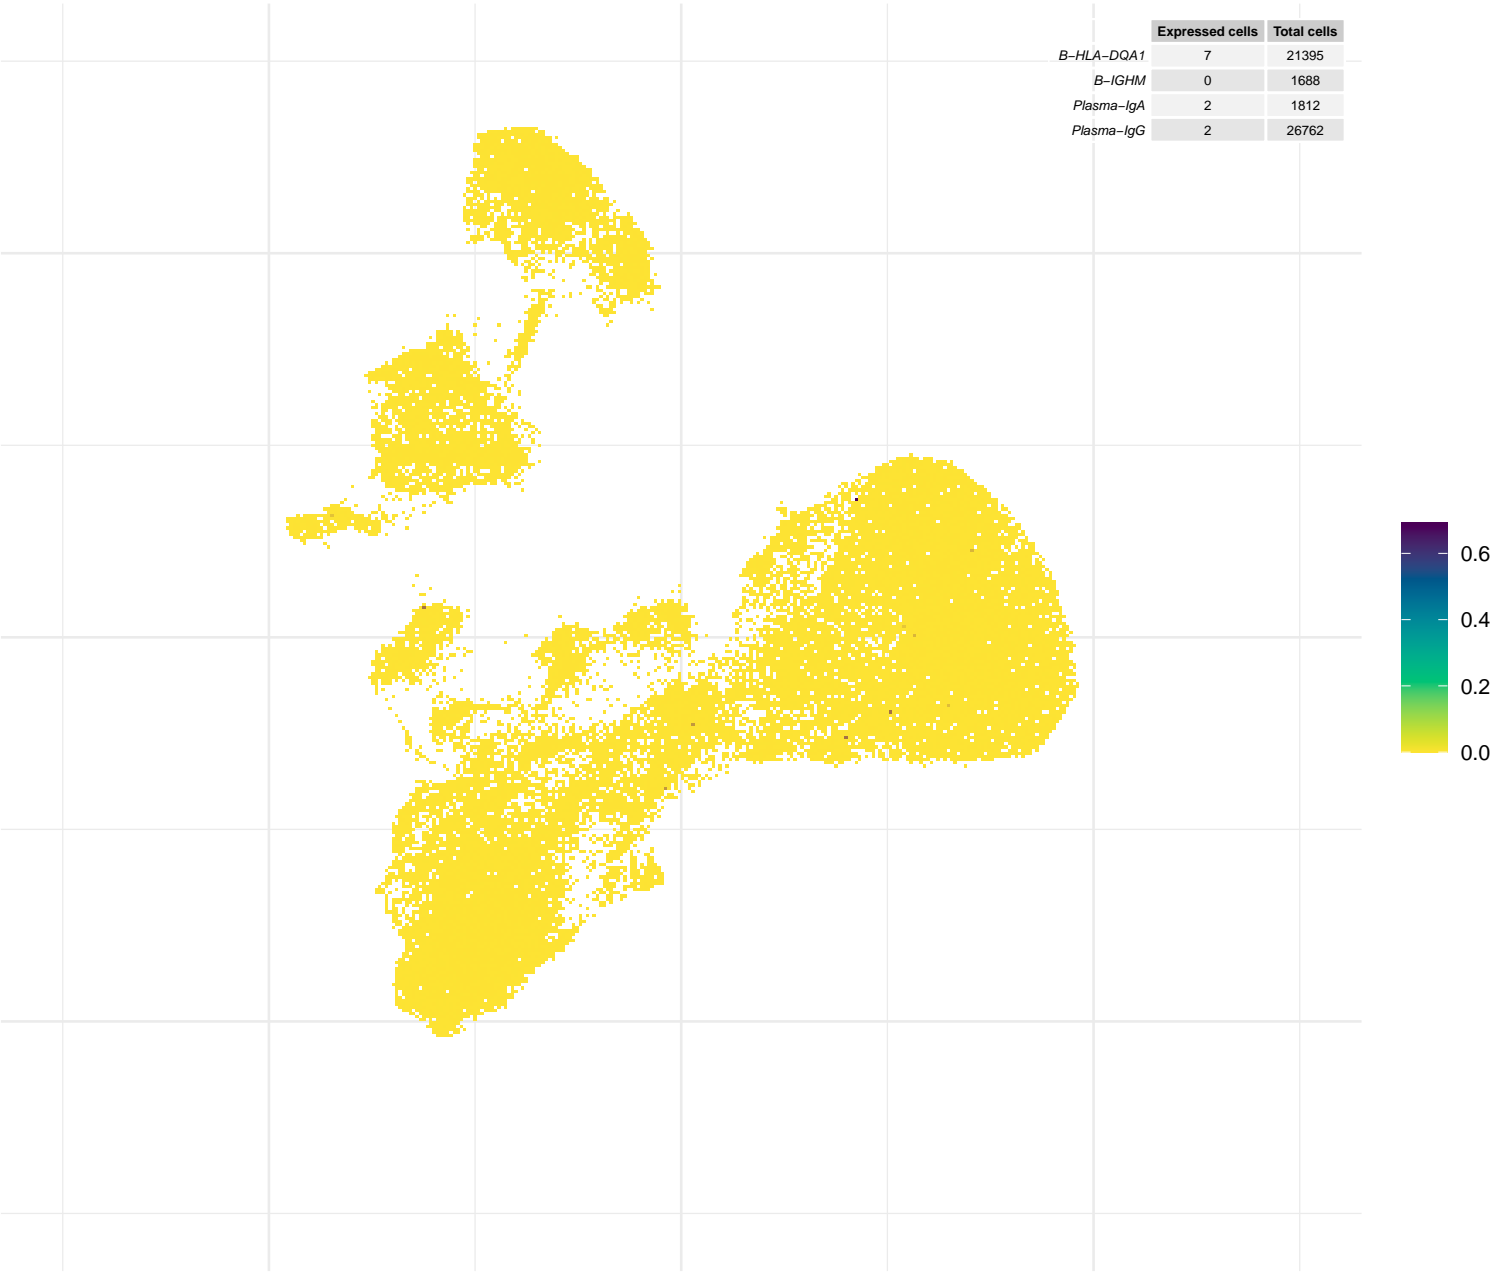 Expressed cells Total cells
B–HLA–DQA1 7 21395
B–IGHM 0 1688
Plasma–IgA 2 1812
Plasma–IgG 2 26762
0.6
0.4
0.2
0.0